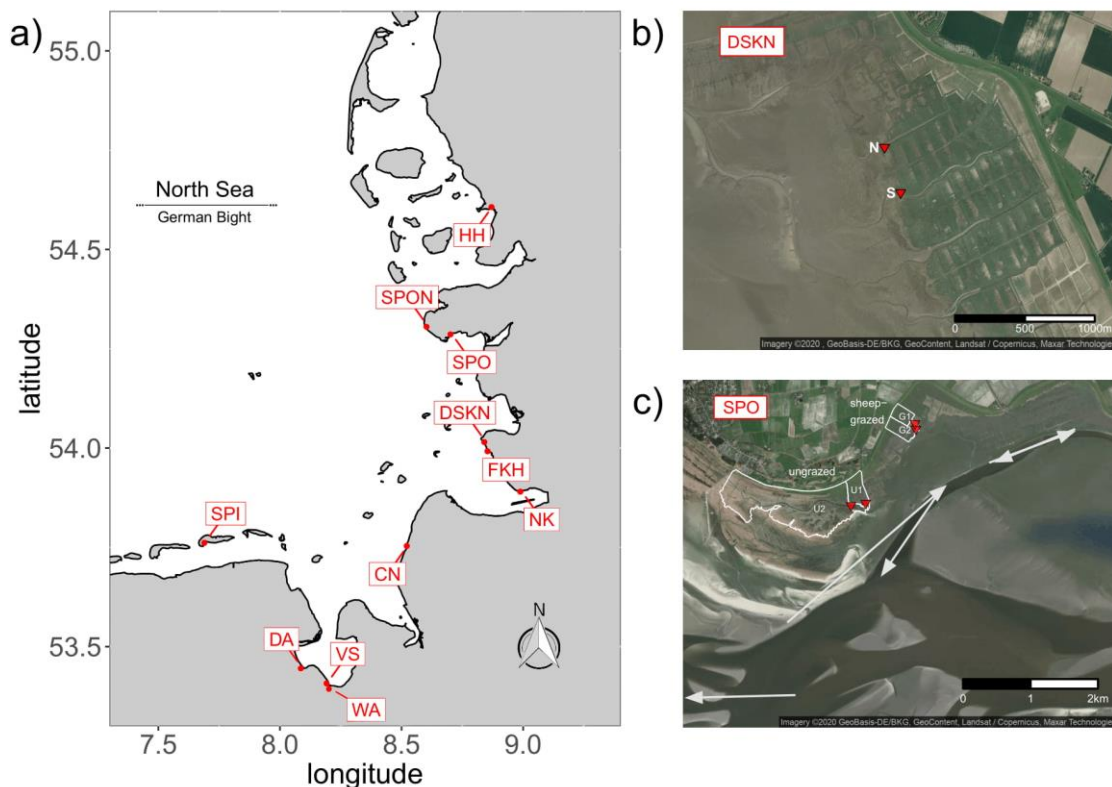 a)
55.0
54.5
54.0
53.5
latitude
7.5
8.0
8.5
9.0
longitude
North Sea
German Bight
HH
SPON
SPO
DSKN
FKH
NK
SPI
CN
DA
VS
WA
N
b)
DSKN
N
S
0 500 1000m
Imagery ©2020 , GeoBasis-DE/BKG, GeoContent, Landsat / Copernicus, Maxar Technologie
c)
SPO
sheep–
grazed
G1
G2
ungrazed
U1
U2
0 1 2km
Imagery ©2020 GeoBasis-DE/BKG, GeoContent, Landsat / Copernicus, Maxar Technologie